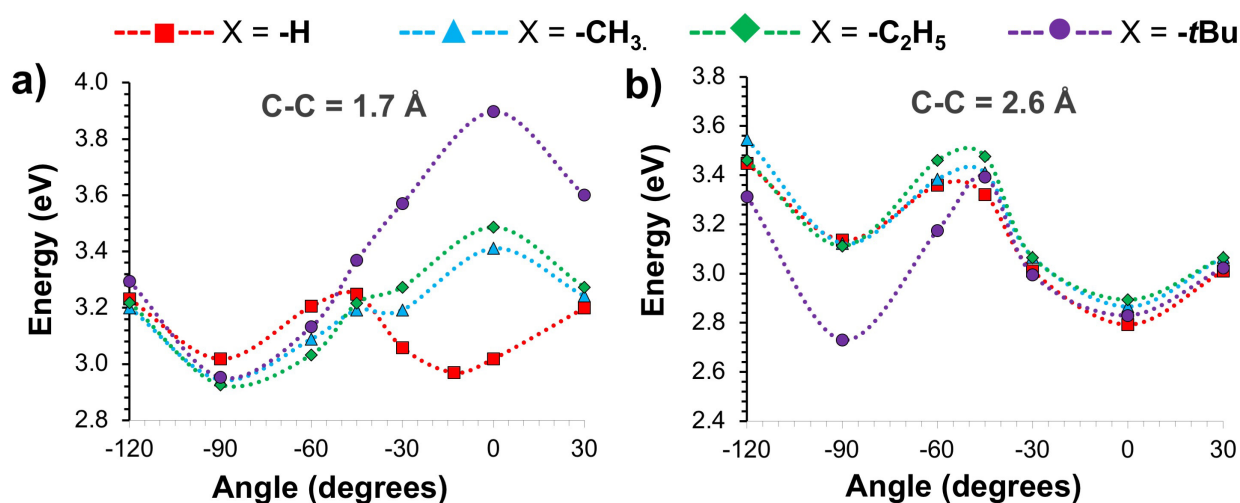 X = -H X = -CH₃. X = -C₂H₅ X = -tBu
a) C-C = 1.7 Å
4.0
3.8
3.6
3.4
3.2
3.0
2.8
Energy (eV)
-120 -90 -60 -30 0 30
Angle (degrees)
b) C-C = 2.6 Å
3.8
3.6
3.4
3.2
3.0
2.8
2.6
2.4
Energy (eV)
-120 -90 -60 -30 0 30
Angle (degrees)